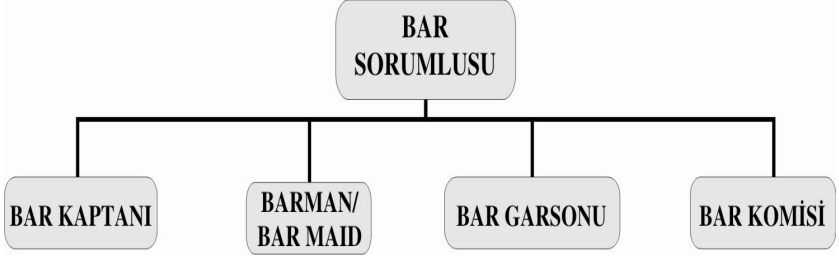 BAR
SORUMLUSU
BAR KAPTANI
BARMAN/
BAR MAID
BAR GARSONU
BAR KOMİSİ